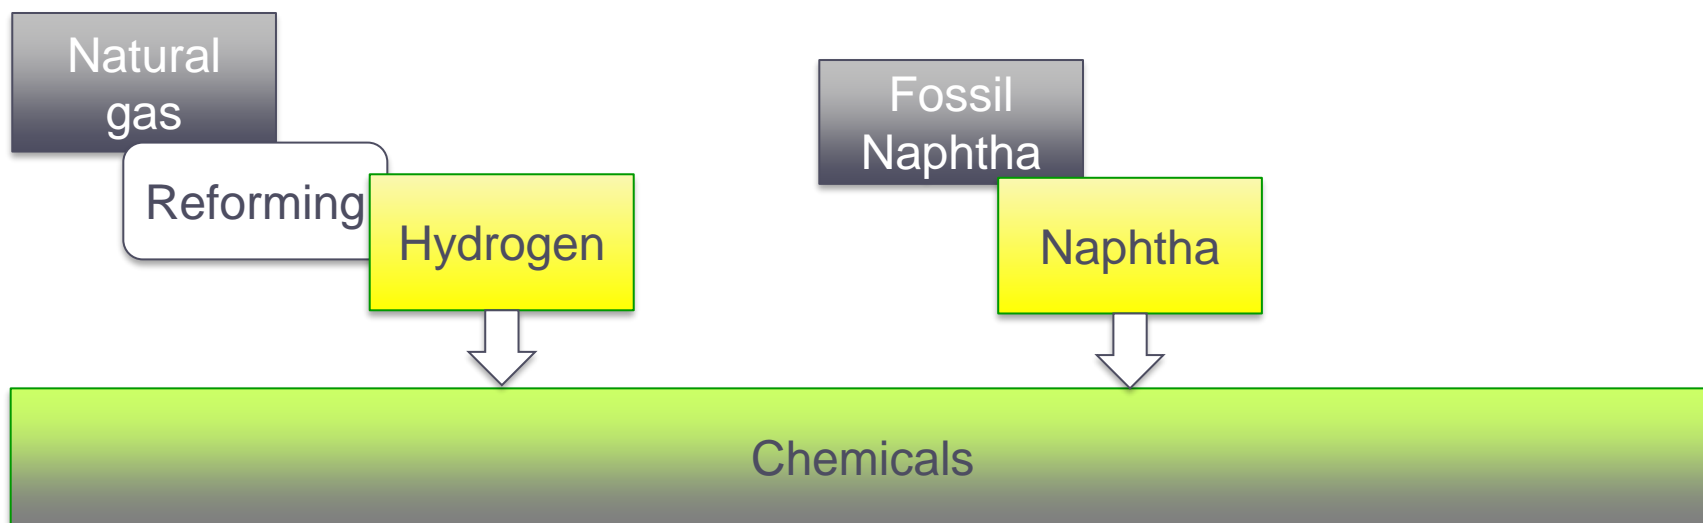 Natural
gas
Reforming
Hydrogen
Fossil
Naphtha
Naphtha
Chemicals